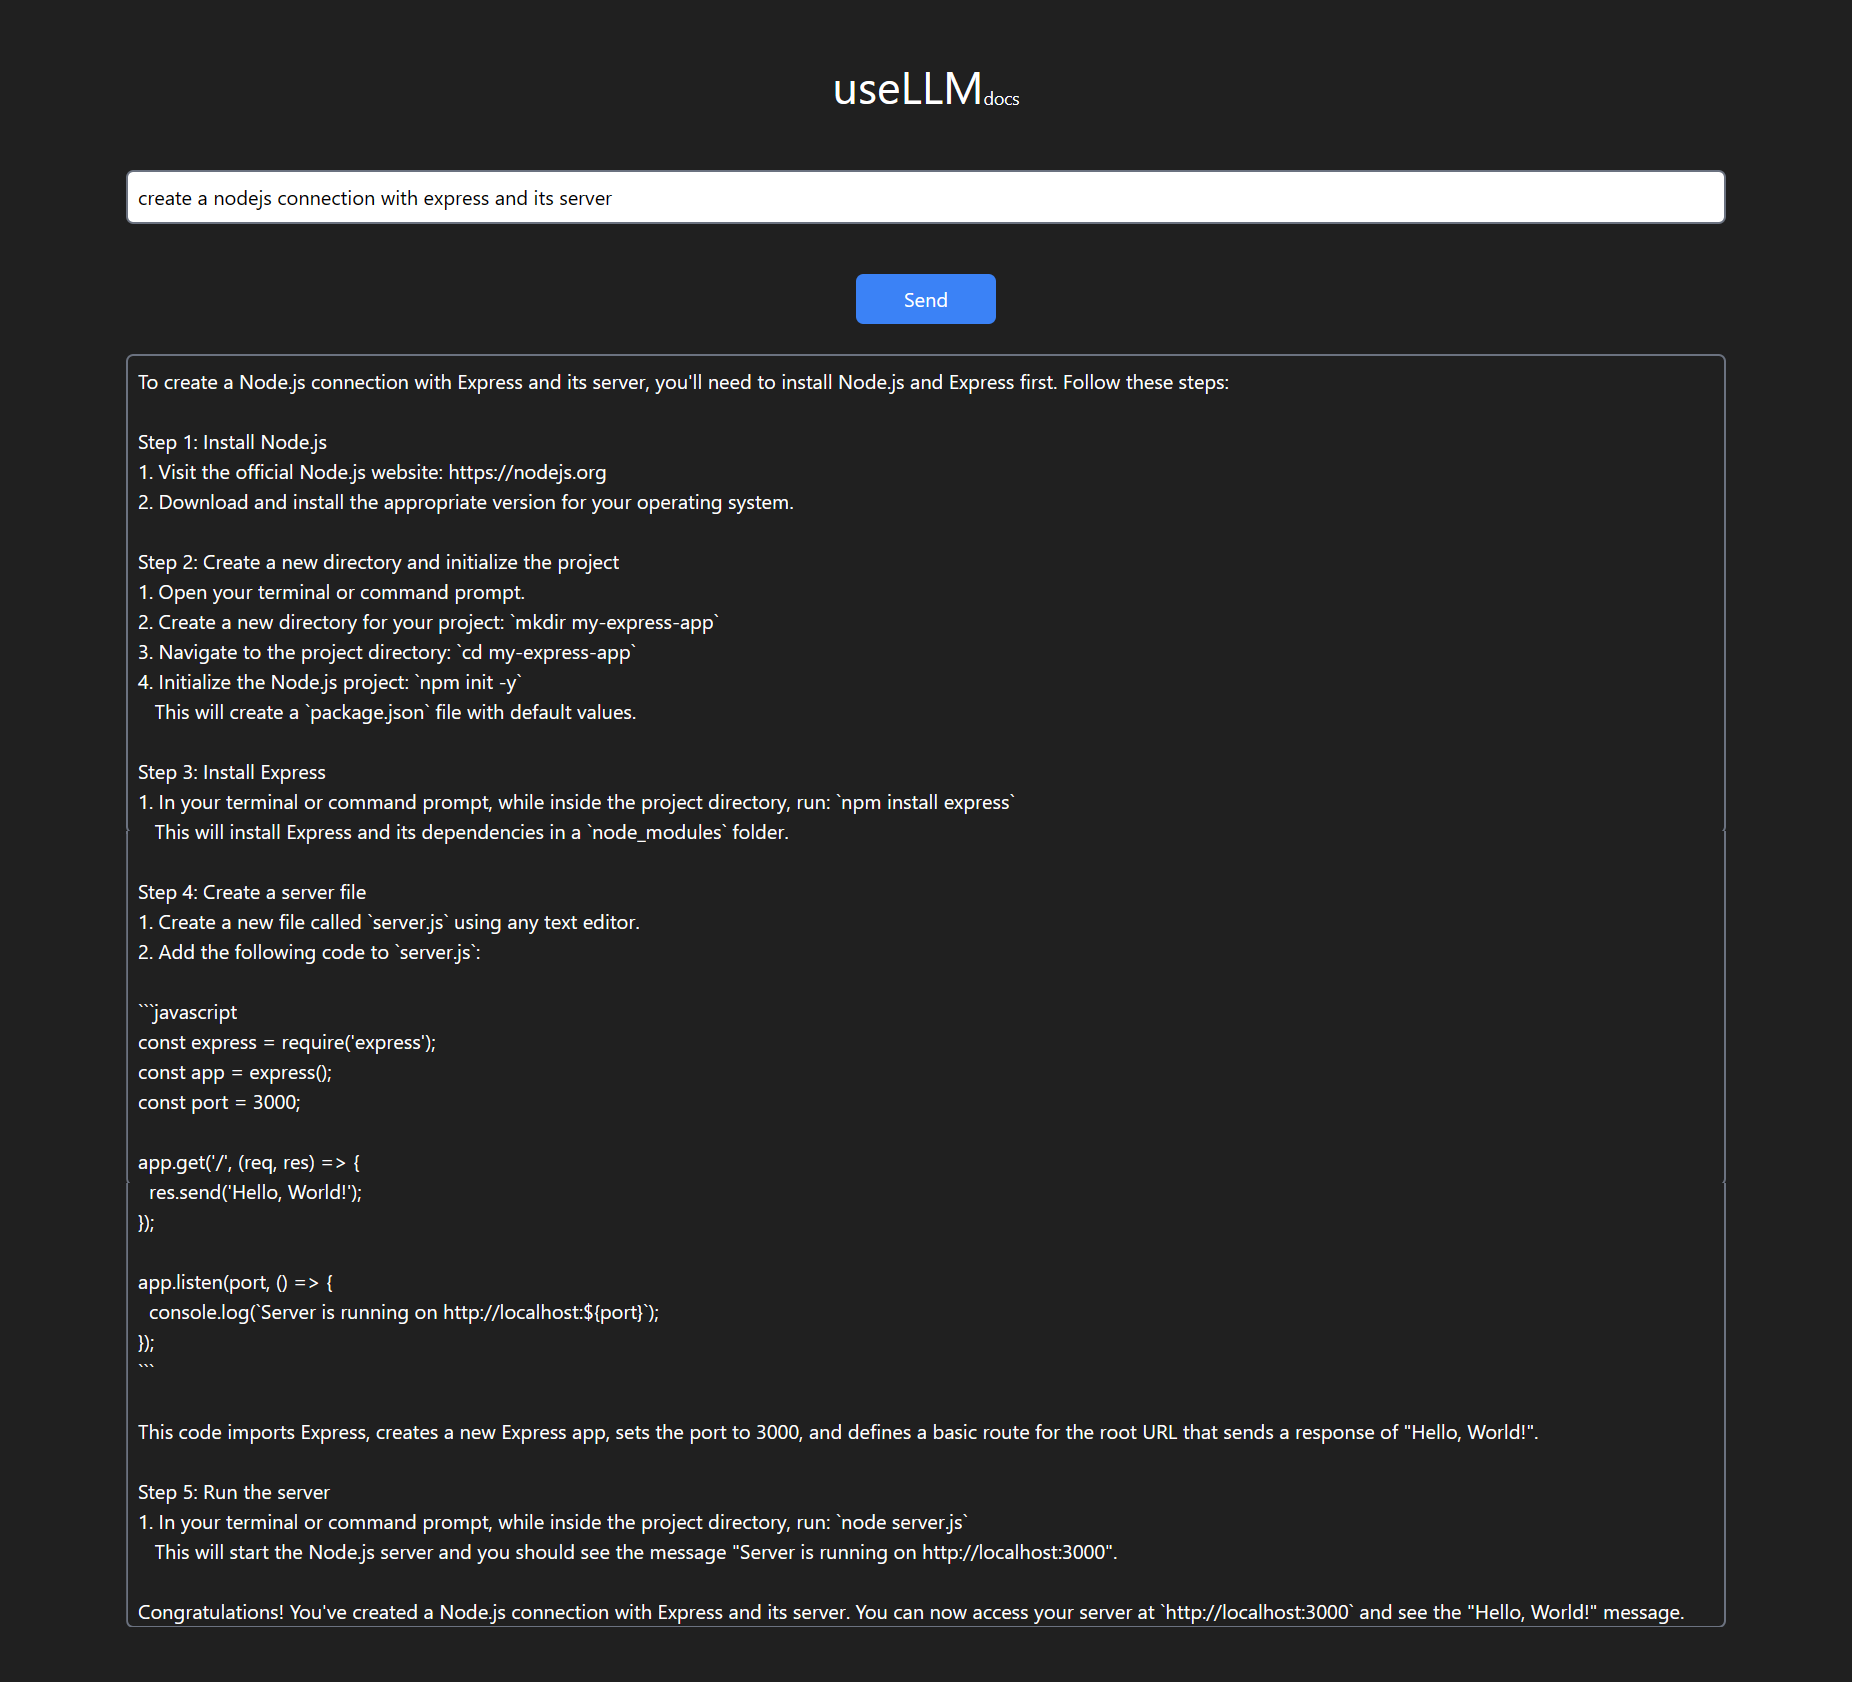 useLLMdocs
create a nodejs connection with express and its server
Send
To create a Node.js connection with Express and its server, you'll need to install Node.js and Express first. Follow these steps:
Step 1: Install Node.js
1. Visit the official Node.js website: https://nodejs.org
2. Download and install the appropriate version for your operating system.
Step 2: Create a new directory and initialize the project
1. Open your terminal or command prompt.
2. Create a new directory for your project: `mkdir my-express-app`
3. Navigate to the project directory: `cd my-express-app`
4. Initialize the Node.js project: `npm init -y`
This will create a `package.json` file with default values.
Step 3: Install Express
1. In your terminal or command prompt, while inside the project directory, run: `npm install express`
This will install Express and its dependencies in a `node_modules` folder.
Step 4: Create a server file
1. Create a new file called `server.js` using any text editor.
2. Add the following code to `server.js`:
```javascript
const express = require('express');
const app = express();
const port = 3000;
app.get('/', (req, res) => {
res.send('Hello, World!');
});
app.listen(port, () => {
console.log(`Server is running on http://localhost:${port}`);
});
```
This code imports Express, creates a new Express app, sets the port to 3000, and defines a basic route for the root URL that sends a response of "Hello, World!".
Step 5: Run the server
1. In your terminal or command prompt, while inside the project directory, run: `node server.js`
This will start the Node.js server and you should see the message "Server is running on http://localhost:3000".
Congratulations! You've created a Node.js connection with Express and its server. You can now access your server at `http://localhost:3000` and see the "Hello, World!" message.